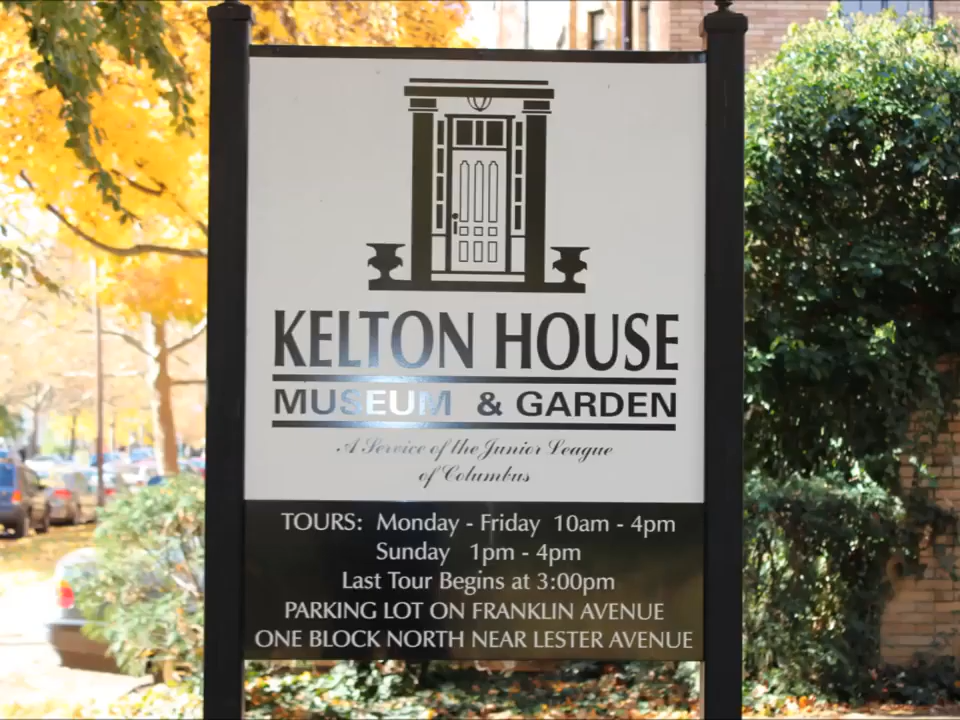 KELTON HOUSE
MUSEUM & GARDEN
A Service of the Junior League
of Columbus
TOURS: Monday - Friday 10am - 4pm
Sunday 1pm - 4pm
Last Tour Begins at 3:00pm
PARKING LOT ON FRANKLIN AVENUE
ONE BLOCK NORTH NEAR LESTER AVENUE